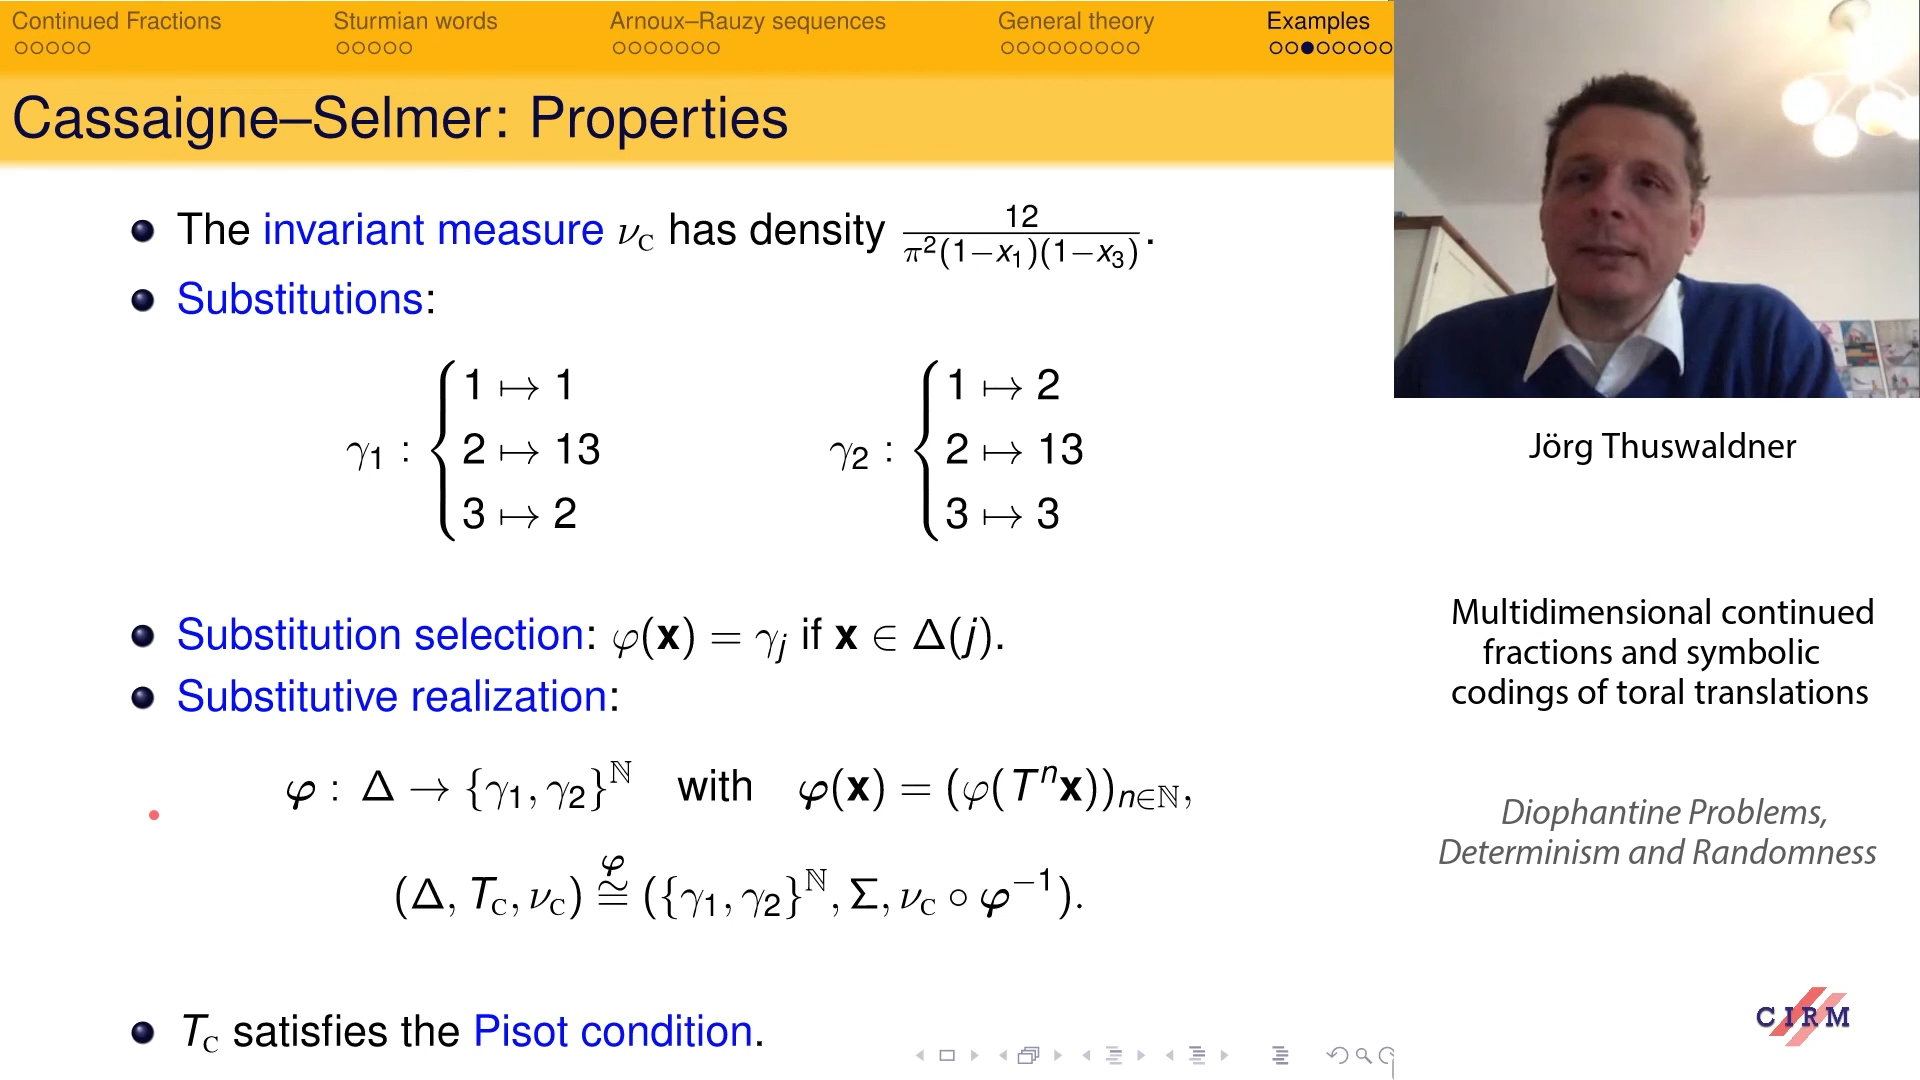 Continued Fractions Sturmian words Arnoux–Rauzy sequences General theory Examples
Cassaigne–Selmer: Properties
The invariant measure ν_C has density 12/(π²(1−x₁)(1−x₃)).
Substitutions:
γ₁ : { 1 ↦ 1 γ₂ : { 1 ↦ 2
2 ↦ 13 2 ↦ 13
3 ↦ 2 3 ↦ 3
Substitution selection: φ(x) = γ_j if x ∈ Δ(j).
Substitutive realization:
φ : Δ → {γ₁, γ₂}^ℕ with φ(x) = (φ(Tⁿx))_{n∈ℕ},
(Δ, T_C, ν_C) ≅^φ ({γ₁, γ₂}^ℕ, Σ, ν_C ∘ φ⁻¹).
T_C satisfies the Pisot condition.
Jörg Thuswaldner
Multidimensional continued
fractions and symbolic
codings of toral translations
Diophantine Problems,
Determinism and Randomness
CIRM